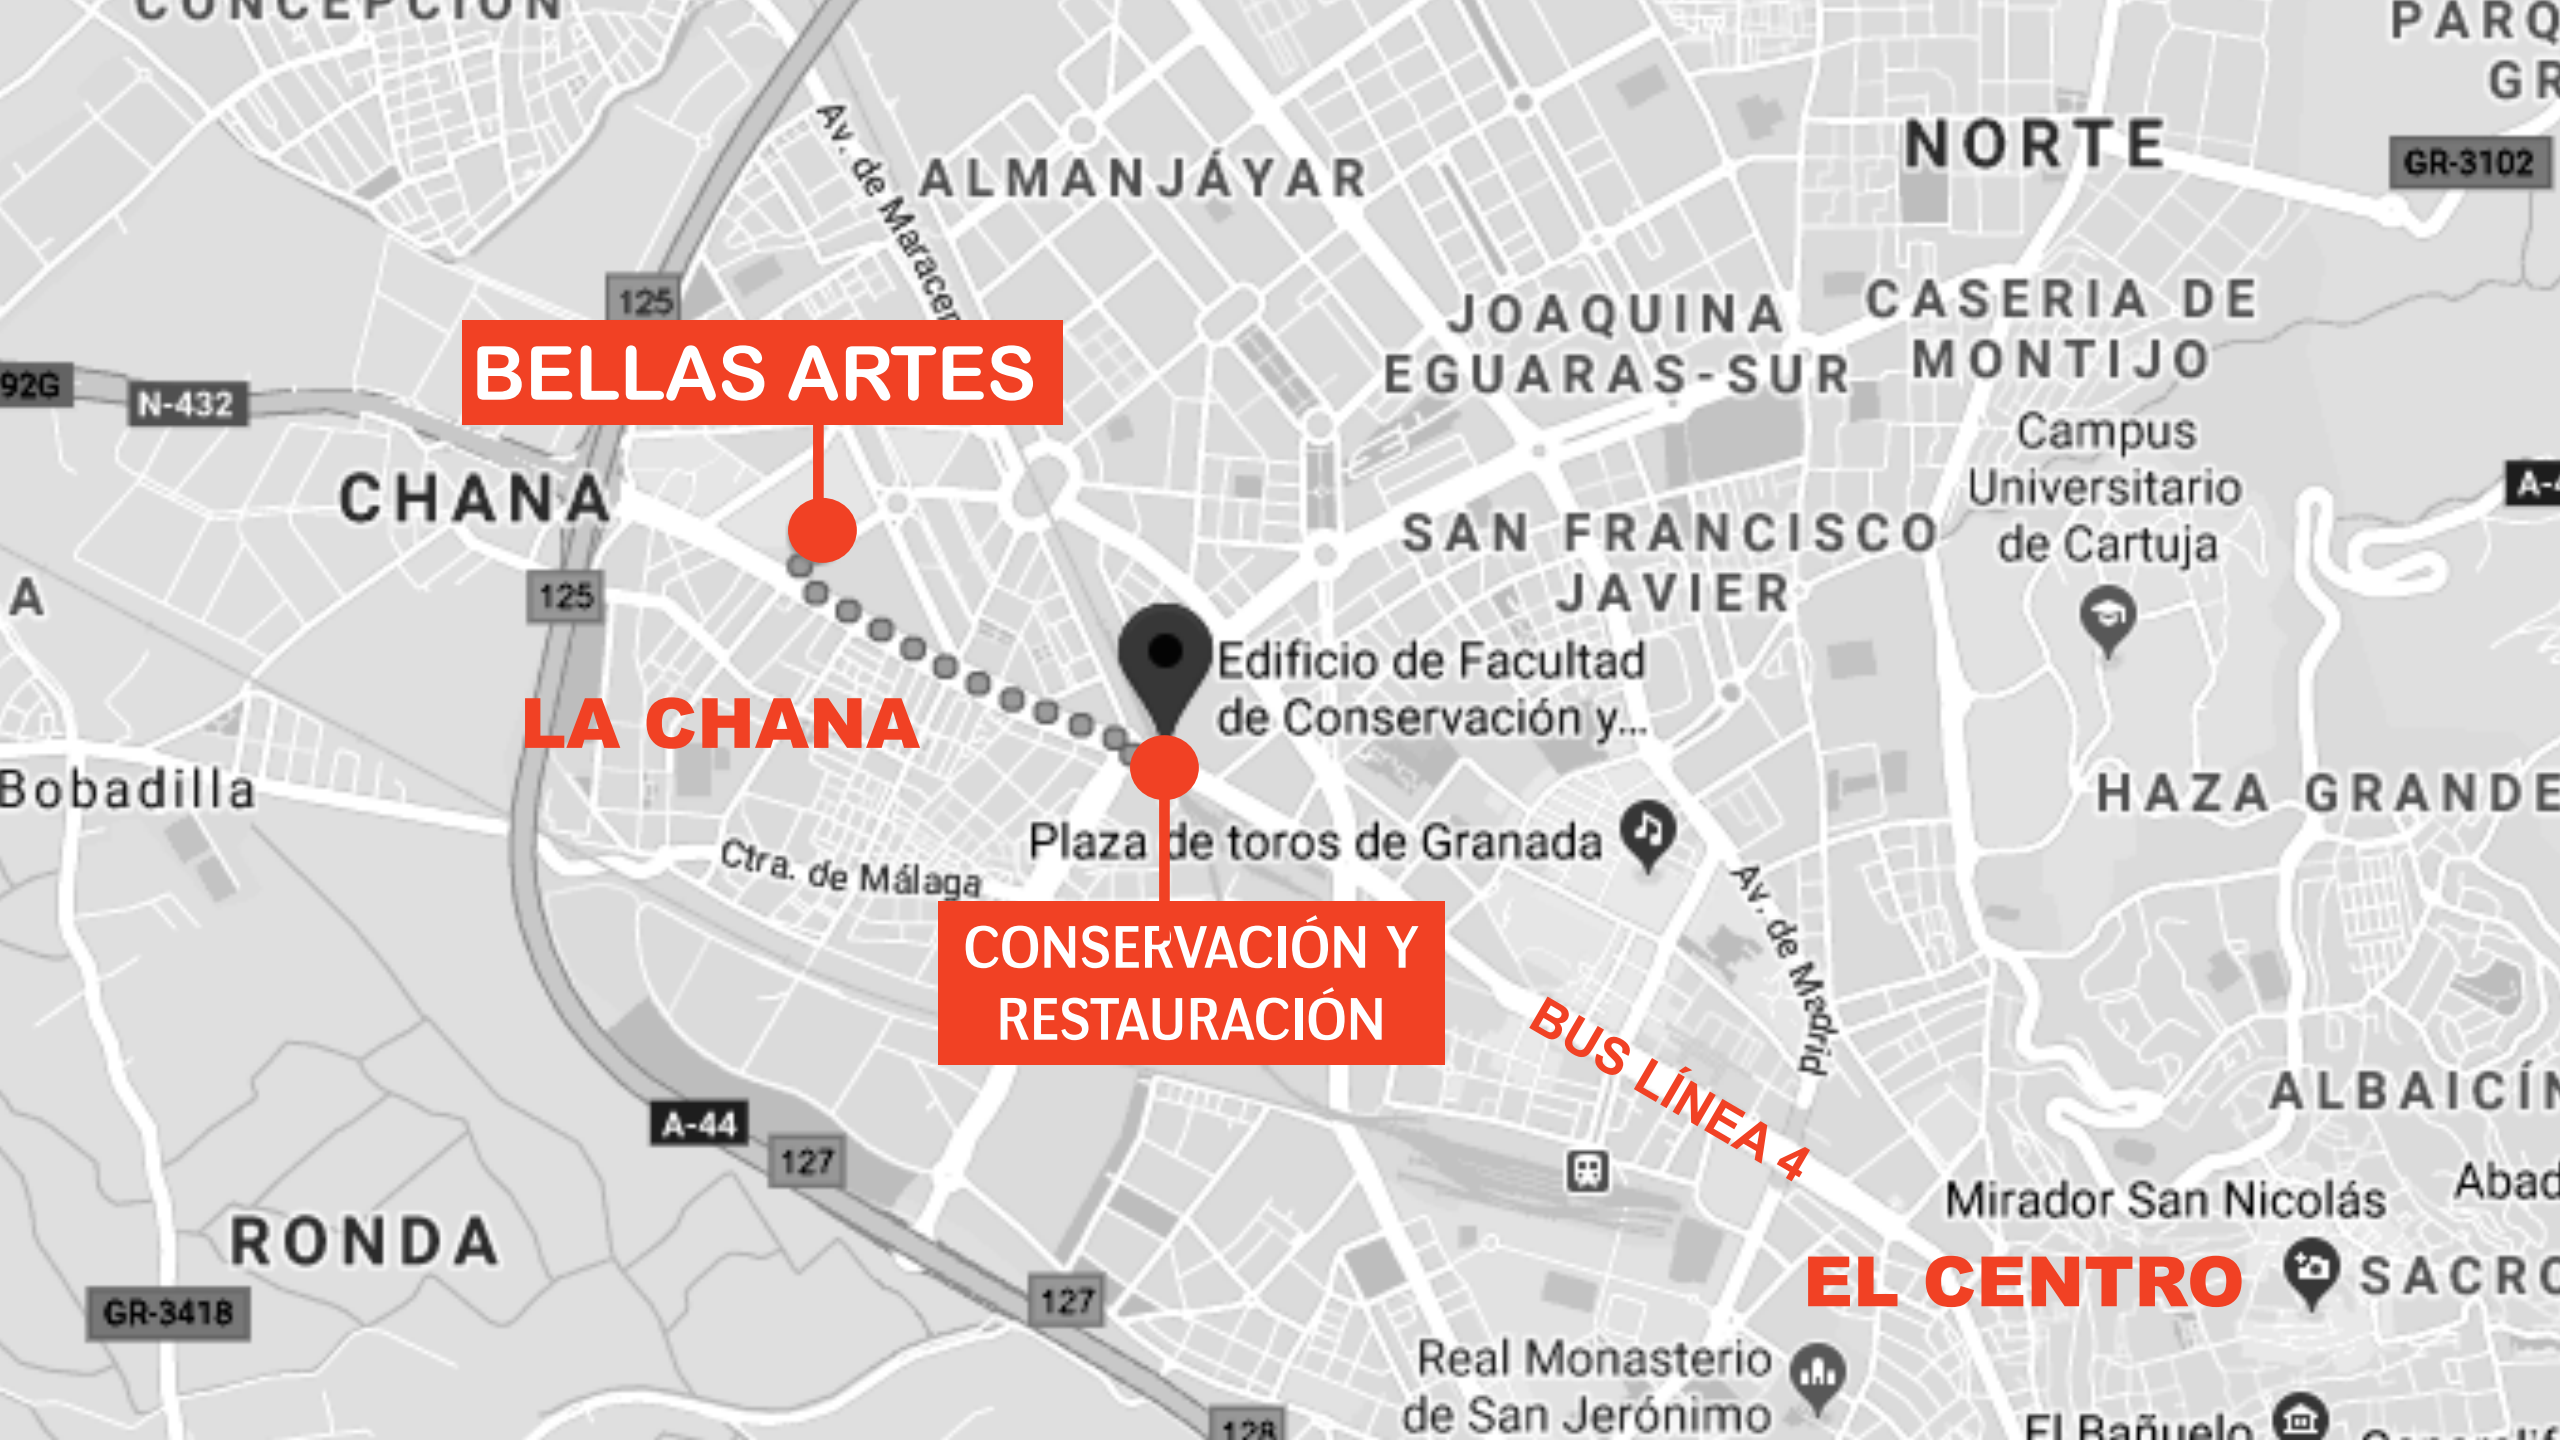 CONCEPCIÓN
PARQ
GR
NORTE
GR-3102
Av. de Maracen
ALMANJÁYAR
125
JOAQUINA
EGUARAS-SUR
CASERIA DE
MONTIJO
BELLAS ARTES
92G
N-432
Campus
Universitario
de Cartuja
CHANA
A-4
SAN FRANCISCO
JAVIER
125
A
Edificio de Facultad
de Conservación y...
LA CHANA
Bobadilla
HAZA GRANDE
Plaza de toros de Granada
Ctra. de Málaga
Av. de Madrid
CONSERVACIÓN Y
RESTAURACIÓN
BUS LÍNEA 4
ALBAICÍN
A-44
127
Mirador San Nicolás
Abad
RONDA
EL CENTRO
SACRO
127
GR-3418
Real Monasterio
de San Jerónimo
128
El Bañuelo